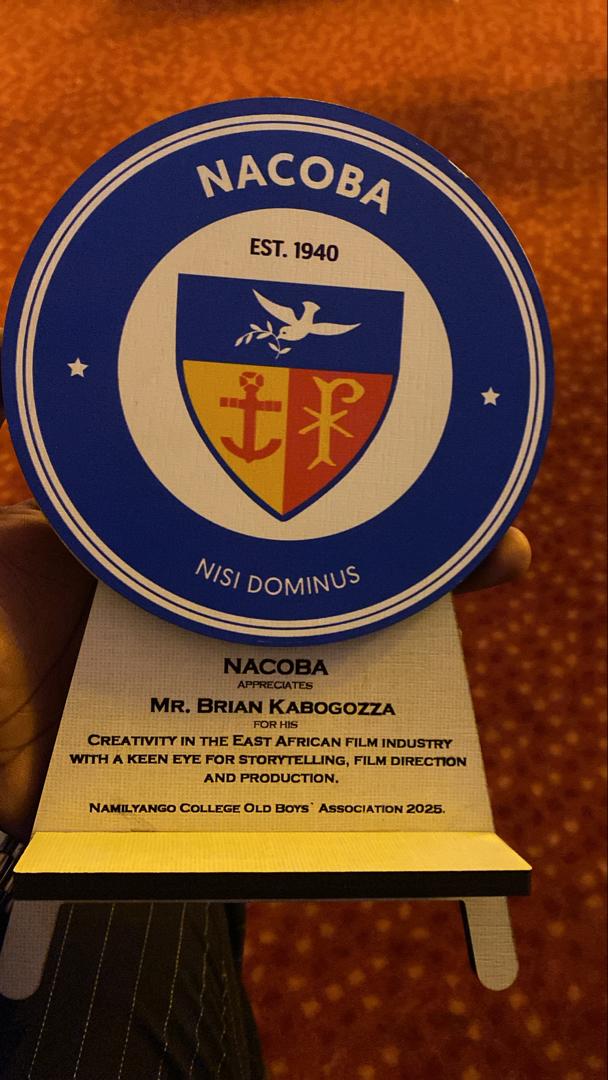 NACOBA
EST. 1940
NISI DOMINUS
NACOBA
APPRECIATES
MR. BRIAN KABOGOZZA
FOR HIS
CREATIVITY IN THE EAST AFRICAN FILM INDUSTRY
WITH A KEEN EYE FOR STORYTELLING, FILM DIRECTION
AND PRODUCTION.
NAMILYANGO COLLEGE OLD BOYS` ASSOCIATION 2025.